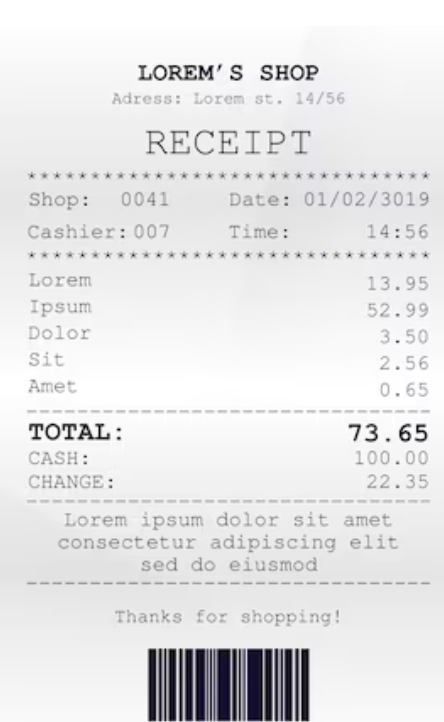 LOREM'S SHOP
Adress: Lorem st. 14/56
RECEIPT
********************************
Shop: 0041 Date: 01/02/3019
Cashier: 007 Time: 14:56
********************************
Lorem 13.95
Ipsum 52.99
Dolor 3.50
Sit 2.56
Amet 0.65
TOTAL: 73.65
CASH: 100.00
CHANGE: 22.35
Lorem ipsum dolor sit amet
consectetur adipiscing elit
sed do eiusmod
Thanks for shopping!